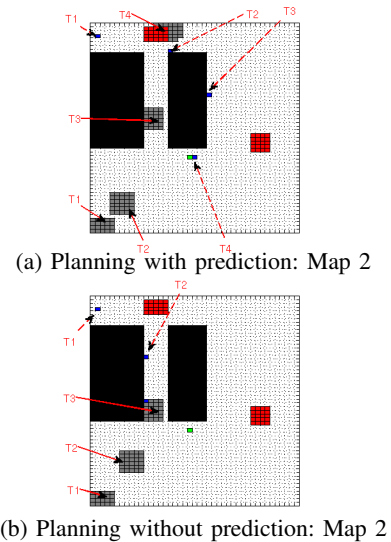 T1 T4 T2 T3
T3
T1
T2 T4
(a) Planning with prediction: Map 2
T2
T1
T3
T2
T1
(b) Planning without prediction: Map 2